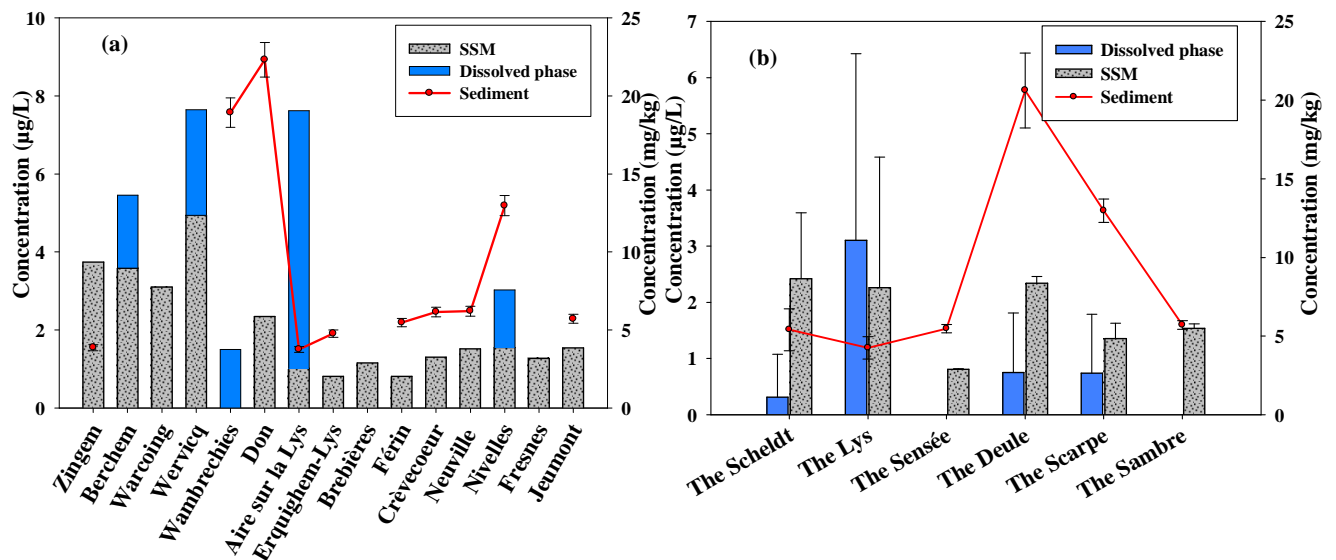 (a)
SSM
Dissolved phase
Sediment
Concentration (µg/L)
10
8
6
4
2
0
Concentration (mg/kg)
25
20
15
10
5
0
Zingem
Berchem
Warcoing
Wervicq
Wambrechies
Don
Aire sur la Lys
Erquighem-Lys
Brebières
Férin
Crèvecoeur
Neuville
Nivelles
Fresnes
Jeumont
(b)
Dissolved phase
SSM
Sediment
Concentration (µg/L)
7
6
5
4
3
2
1
0
Concentration (mg/kg)
25
20
15
10
5
0
The Scheldt
The Lys
The Sensée
The Deule
The Scarpe
The Sambre